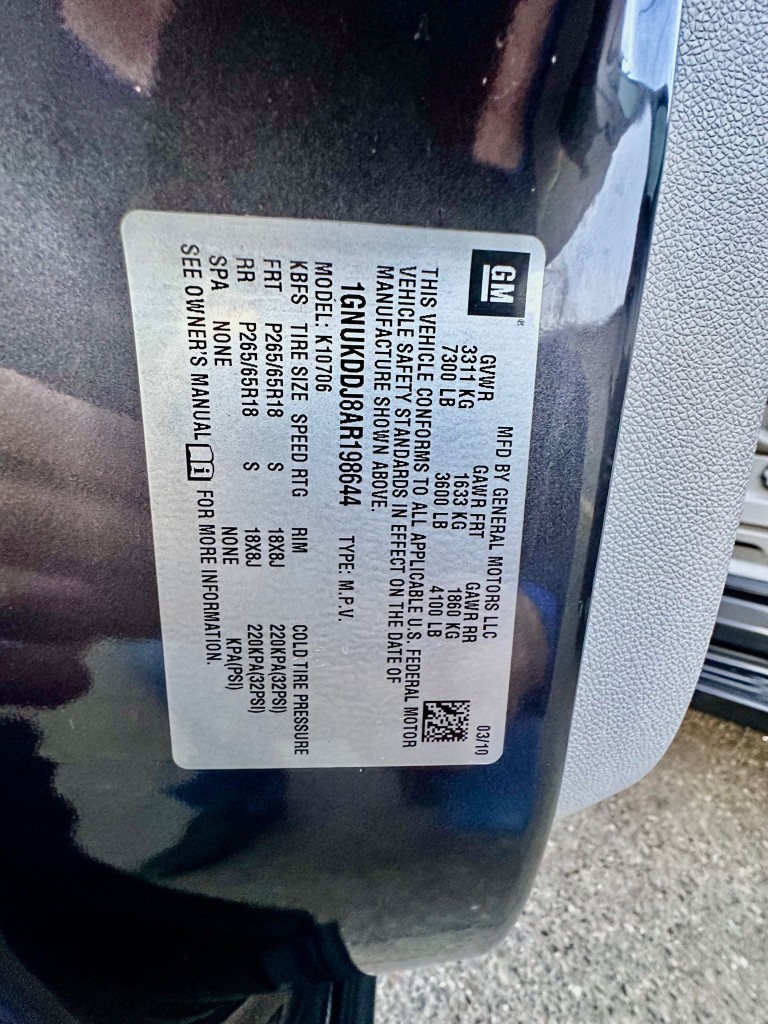 GM
MFD BY GENERAL MOTORS LLC 03/10
GVWR GAWR FRT GAWR RR
3311 KG 1633 KG 1860 KG
7300 LB 3600 LB 4100 LB
THIS VEHICLE CONFORMS TO ALL APPLICABLE U.S. FEDERAL MOTOR
VEHICLE SAFETY STANDARDS IN EFFECT ON THE DATE OF
MANUFACTURE SHOWN ABOVE.
1GNUKDDJ8AR198644 TYPE: M.P.V.
MODEL: K10706
KBFS TIRE SIZE SPEED RTG RIM COLD TIRE PRESSURE
FRT P265/65R18 S 18X8J 220KPA(32PSI)
RR P265/65R18 S 18X8J 220KPA(32PSI)
SPA NONE NONE KPA(PSI)
SEE OWNER'S MANUAL FOR MORE INFORMATION.